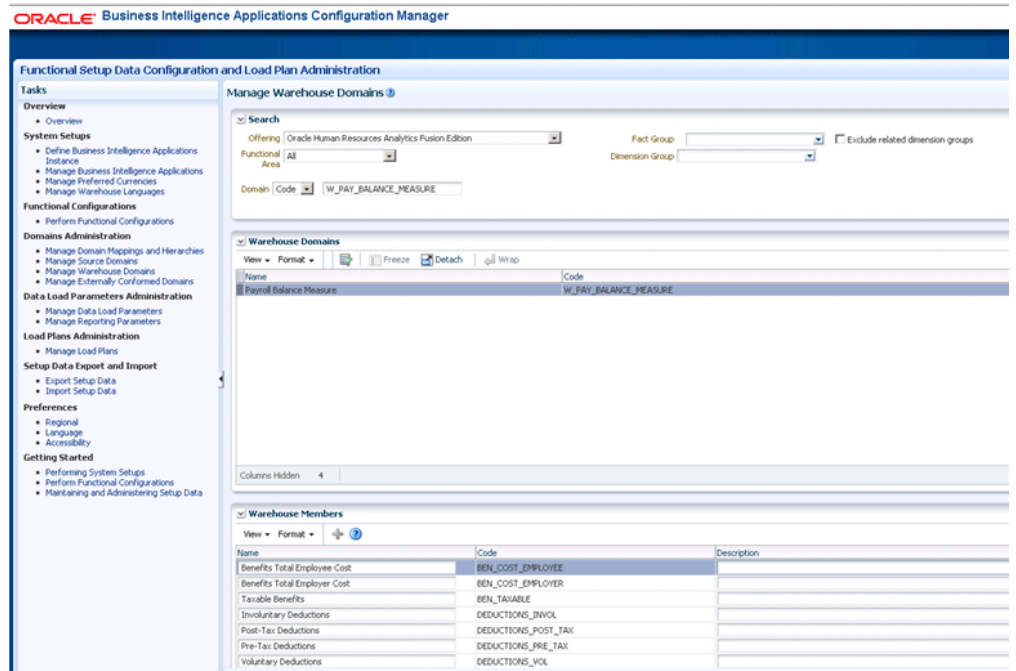 ORACLE Business Intelligence Applications Configuration Manager
Functional Setup Data Configuration and Load Plan Administration
Tasks
Overview
Overview
System Setups
Define Business Intelligence Applications
Instance
Manage Business Intelligence Applications
Manage Preferred Currencies
Manage Warehouse Languages
Functional Configurations
Perform Functional Configurations
Domains Administration
Manage Domain Mappings and Hierarchies
Manage Source Domains
Manage Warehouse Domains
Manage Externally Conformed Domains
Data Load Parameters Administration
Manage Data Load Parameters
Manage Reporting Parameters
Load Plans Administration
Manage Load Plans
Setup Data Export and Import
Export Setup Data
Import Setup Data
Preferences
Regional
Language
Accessibility
Getting Started
Performing System Setups
Perform Functional Configurations
Maintaining and Administering Setup Data
Manage Warehouse Domains
Search
Offering Oracle Human Resources Analytics Fusion Edition Fact Group Exclude related dimension groups
Functional Area All Dimension Group
Domain Code W_PAY_BALANCE_MEASURE
Warehouse Domains
View Format Freeze Detach Wrap
Name Code
Payroll Balance Measure W_PAY_BALANCE_MEASURE
Columns Hidden 4
Warehouse Members
View Format
Name Code Description
Benefits Total Employee Cost BEN_COST_EMPLOYEE
Benefits Total Employer Cost BEN_COST_EMPLOYER
Taxable Benefits BEN_TAXABLE
Involuntary Deductions DEDUCTIONS_INVOL
Post-Tax Deductions DEDUCTIONS_POST_TAX
Pre-Tax Deductions DEDUCTIONS_PRE_TAX
Voluntary Deductions DEDUCTIONS_VOL